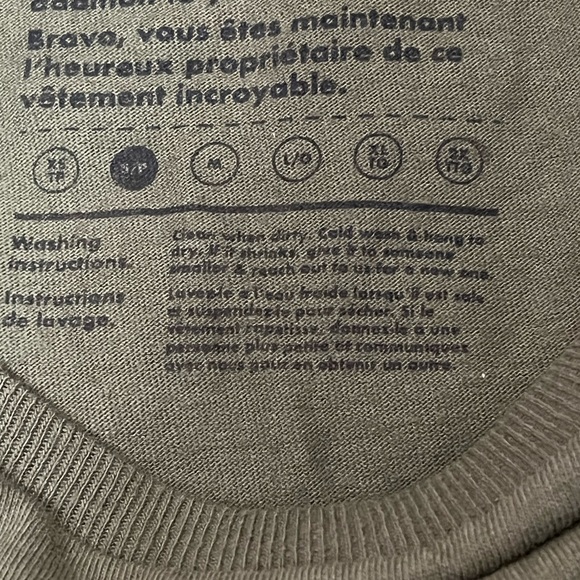 Bravo, vous êtes maintenant
l'heureux propriétaire de ce
vêtement incroyable.
XS TP
S/P
M
L/G
XL TG
2X TTG
Washing
instructions.
Clean when dirty. Cold wash & hang to
dry. If it shrinks, give it to someone
smaller & reach out to us for a new one.
Instructions
de lavage.
Lavez-le à l'eau froide lorsqu'il est sale
et suspendez-le pour sécher. Si le
vêtement rapetisse, donnez-le à une
personne plus petite et communiquez
avec nous pour en obtenir un autre.